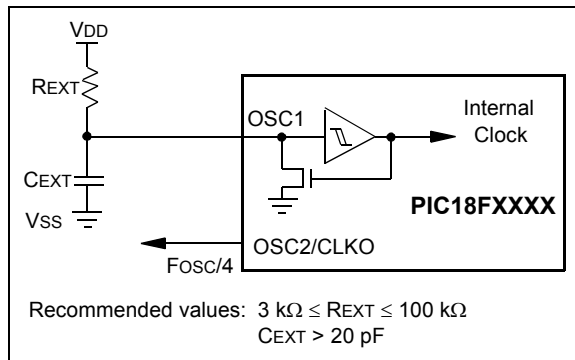 VDD
REXT
OSC1
Internal
Clock
CEXT
PIC18FXXXX
VSS
OSC2/CLKO
FOSC/4
Recommended values: 3 kΩ ≤ REXT ≤ 100 kΩ
CEXT > 20 pF